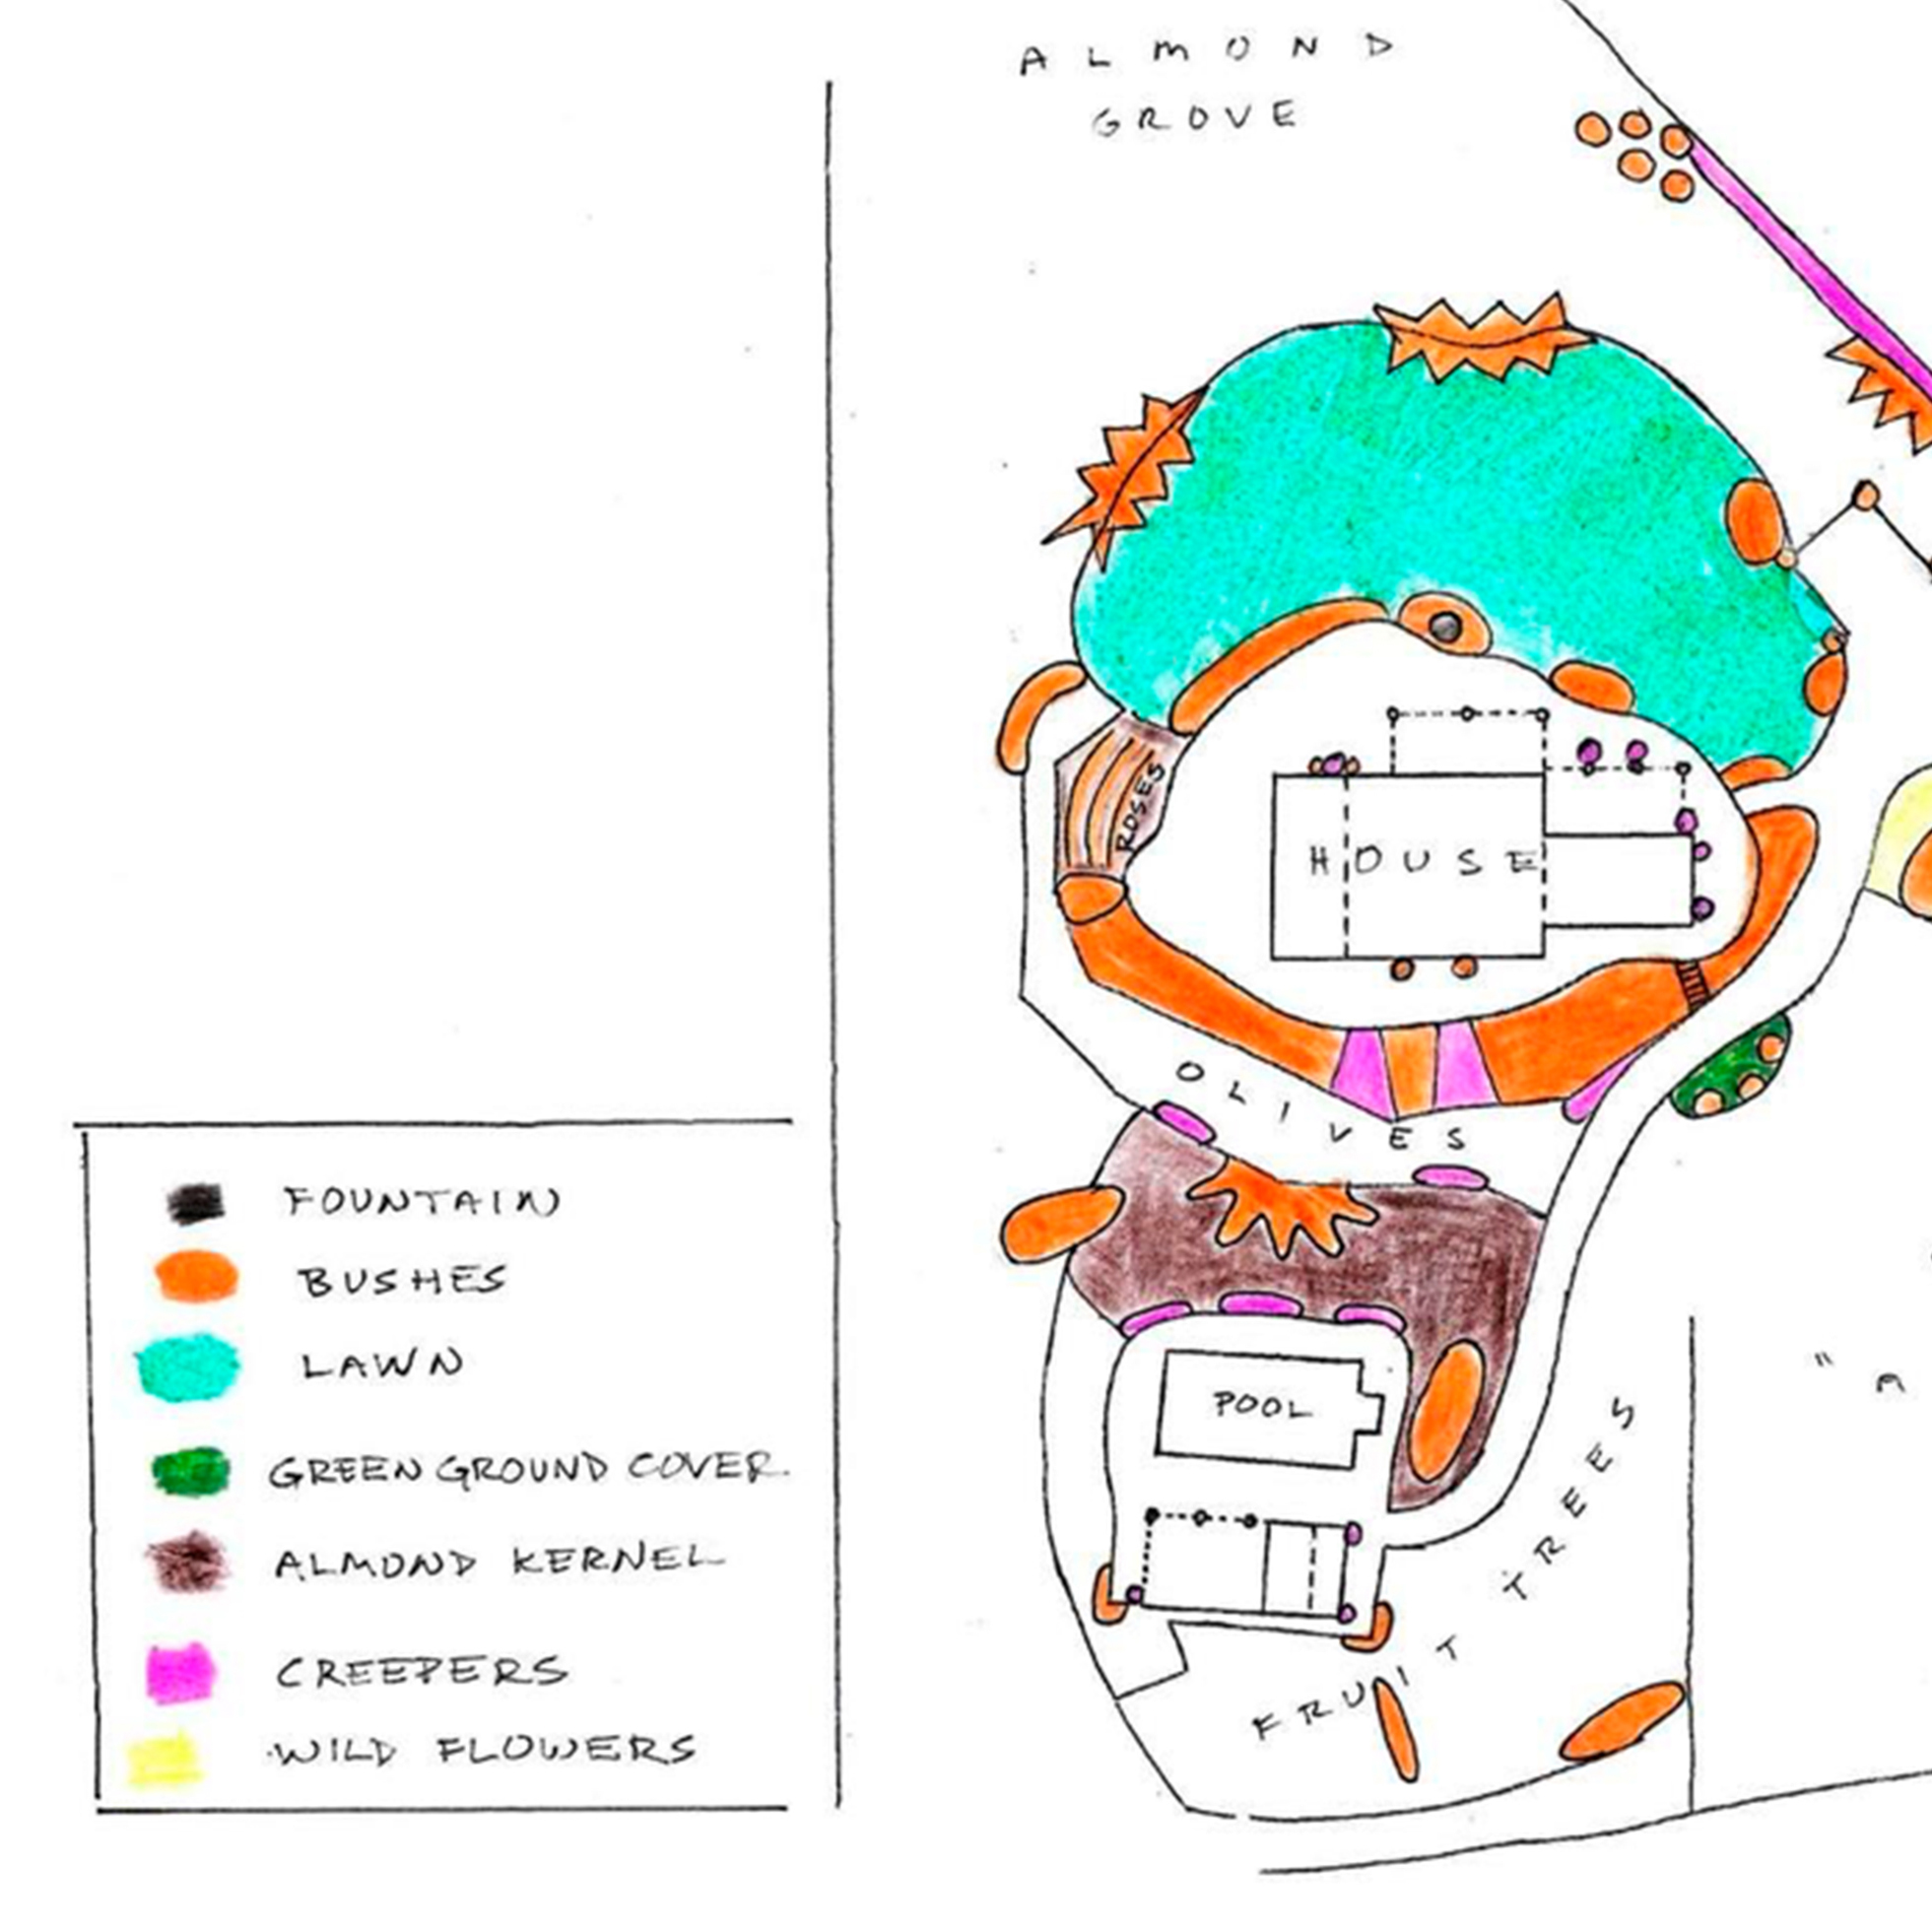 ALMOND
GROVE
ROSES
HOUSE
OLIVES
POOL
FRUIT TREES
" A
FOUNTAIN
BUSHES
LAWN
GREEN GROUND COVER
ALMOND KERNEL
CREEPERS
WILD FLOWERS